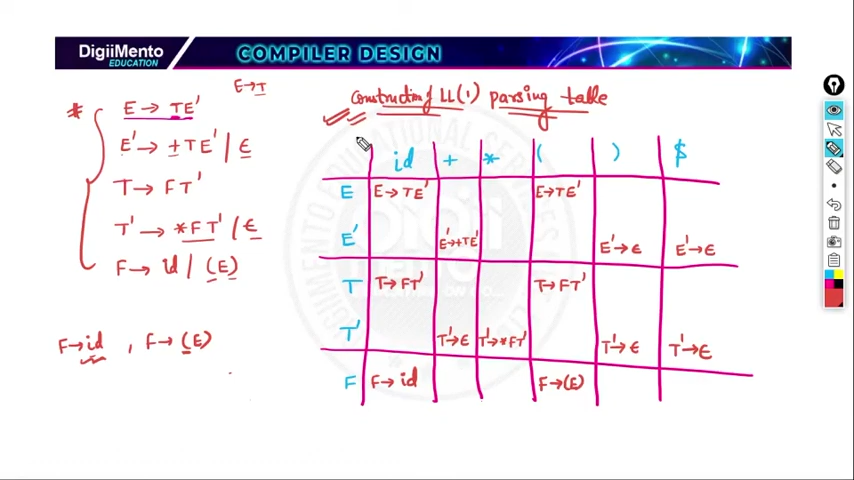 DigiiMento
EDUCATION
COMPILER DESIGN
E→T
Constructing LL(1) parsing table
* E→ TE'
E'→ +TE' / ϵ
T→ FT'
T'→ *FT' / ϵ
F→ id / (E)
F→id , F→(E)
id + * ( ) $
E E→TE' E→TE'
E' E'→+TE' E'→ϵ E'→ϵ
T T→FT' T→FT'
T' T'→ϵ T'→*FT' T'→ϵ T'→ϵ
F F→id F→(E)